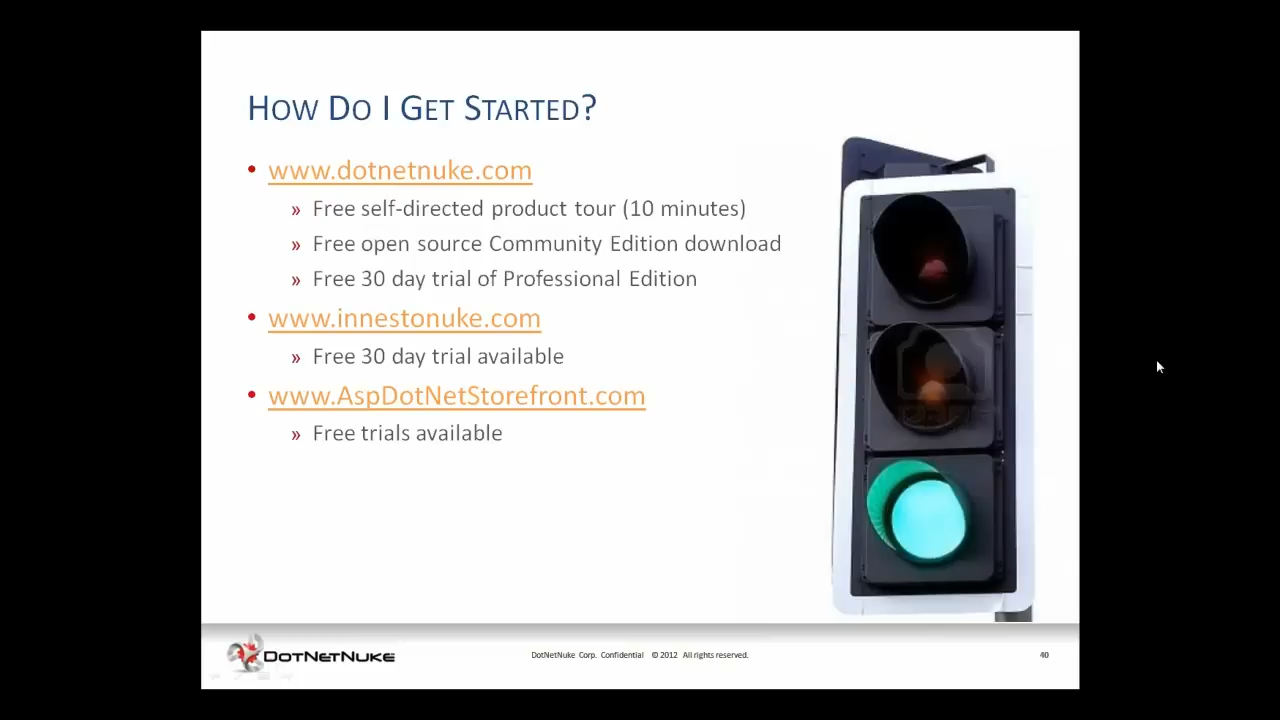 How Do I Get Started?
• www.dotnetnuke.com
» Free self-directed product tour (10 minutes)
» Free open source Community Edition download
» Free 30 day trial of Professional Edition
• www.innestonuke.com
» Free 30 day trial available
• www.AspDotNetStorefront.com
» Free trials available
DotNetNuke
DotNetNuke Corp. Confidential © 2012 All rights reserved.
40